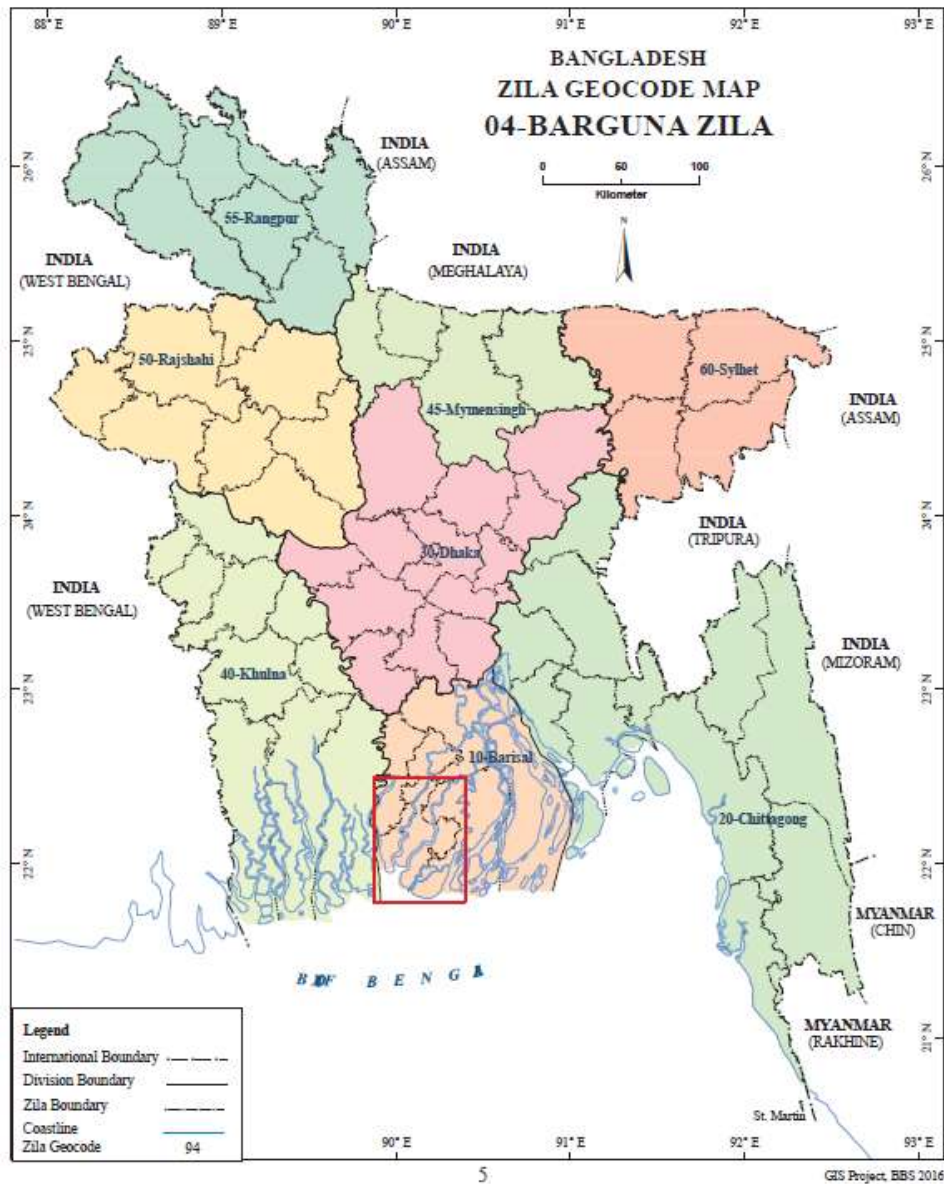 88° E
89° E
90° E
91° E
92° E
93° E
BANGLADESH
ZILA GEOCODE MAP
04-BARGUNA ZILA
0 60 100
Kilometer
N
26° N
26° N
INDIA
(ASSAM)
55-Rangpur
INDIA
(MEGHALAYA)
INDIA
(WEST BENGAL)
25° N
25° N
50-Rajshahi
60-Sylhet
45-Mymensingh
INDIA
(ASSAM)
24° N
24° N
INDIA
(TRIPURA)
30-Dhaka
INDIA
(WEST BENGAL)
INDIA
(MIZORAM)
40-Khulna
23° N
23° N
10-Barisal
20-Chittagong
22° N
22° N
MYANMAR
(CHIN)
BAY OF BENGAL
MYANMAR
(RAKHINE)
21° N
Legend
International Boundary
Division Boundary
Zila Boundary
Coastline
Zila Geocode 94
St. Martin
90° E
91° E
92° E
93° E
5
GIS Project, BBS 2016